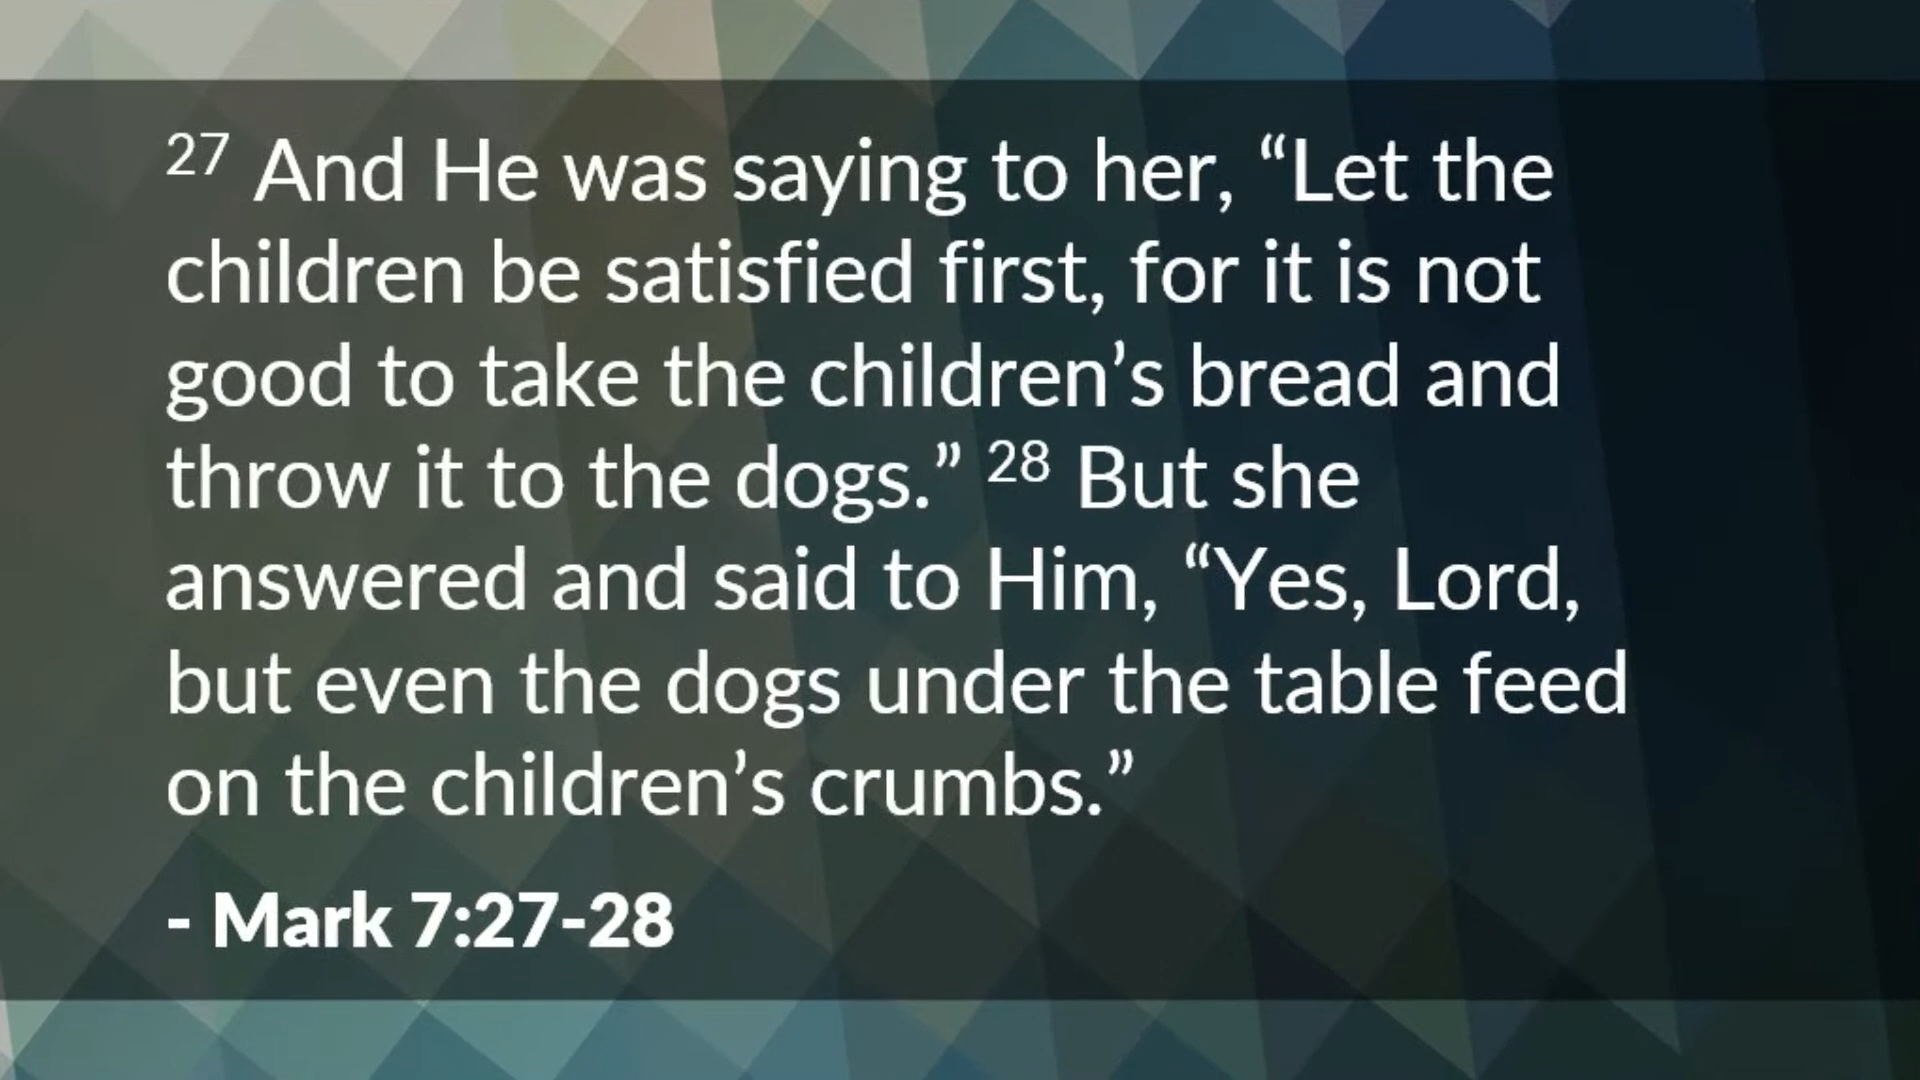 27 And He was saying to her, “Let the
children be satisfied first, for it is not
good to take the children’s bread and
throw it to the dogs.” 28 But she
answered and said to Him, “Yes, Lord,
but even the dogs under the table feed
on the children’s crumbs.”
- Mark 7:27-28